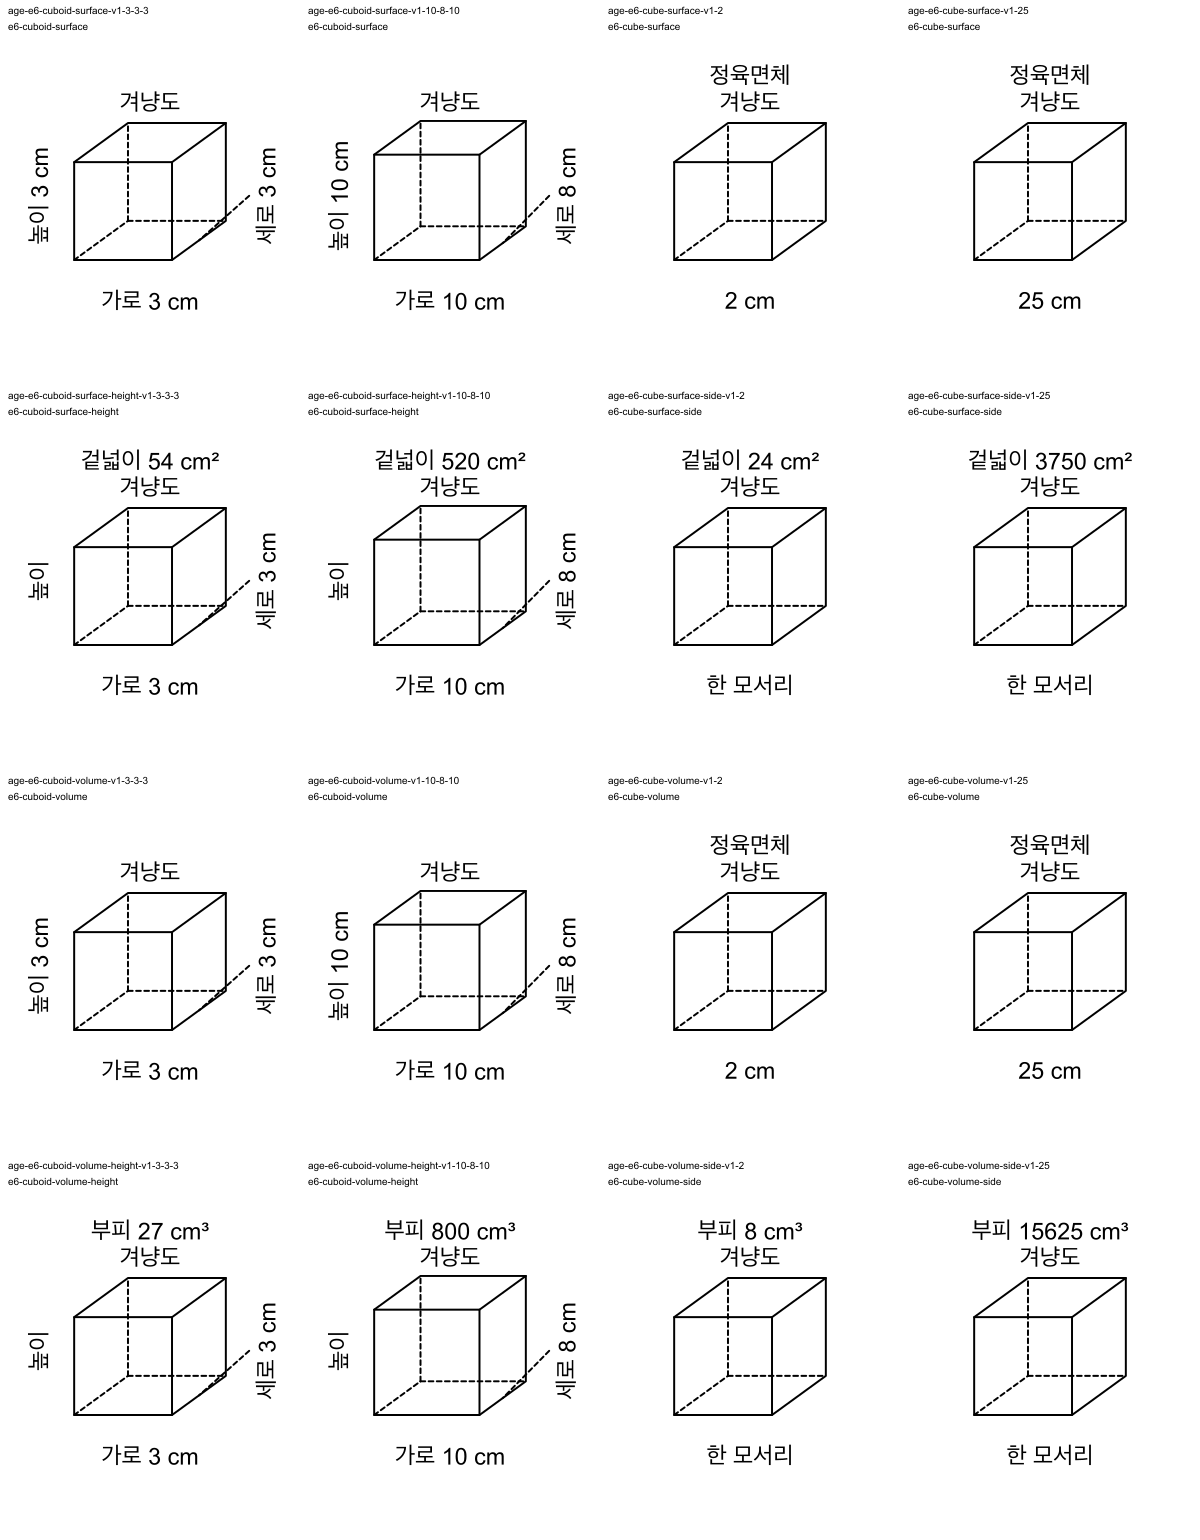 age-e6-cuboid-surface-v1-3-3-3
e6-cuboid-surface
겨냥도
높이 3 cm
세로 3 cm
가로 3 cm
age-e6-cuboid-surface-v1-10-8-10
e6-cuboid-surface
겨냥도
높이 10 cm
세로 8 cm
가로 10 cm
age-e6-cube-surface-v1-2
e6-cube-surface
정육면체
겨냥도
2 cm
age-e6-cube-surface-v1-25
e6-cube-surface
정육면체
겨냥도
25 cm
age-e6-cuboid-surface-height-v1-3-3-3
e6-cuboid-surface-height
겉넓이 54 cm²
겨냥도
높이
세로 3 cm
가로 3 cm
age-e6-cuboid-surface-height-v1-10-8-10
e6-cuboid-surface-height
겉넓이 520 cm²
겨냥도
높이
세로 8 cm
가로 10 cm
age-e6-cube-surface-side-v1-2
e6-cube-surface-side
겉넓이 24 cm²
겨냥도
한 모서리
age-e6-cube-surface-side-v1-25
e6-cube-surface-side
겉넓이 3750 cm²
겨냥도
한 모서리
age-e6-cuboid-volume-v1-3-3-3
e6-cuboid-volume
겨냥도
높이 3 cm
세로 3 cm
가로 3 cm
age-e6-cuboid-volume-v1-10-8-10
e6-cuboid-volume
겨냥도
높이 10 cm
세로 8 cm
가로 10 cm
age-e6-cube-volume-v1-2
e6-cube-volume
정육면체
겨냥도
2 cm
age-e6-cube-volume-v1-25
e6-cube-volume
정육면체
겨냥도
25 cm
age-e6-cuboid-volume-height-v1-3-3-3
e6-cuboid-volume-height
부피 27 cm³
겨냥도
높이
세로 3 cm
가로 3 cm
age-e6-cuboid-volume-height-v1-10-8-10
e6-cuboid-volume-height
부피 800 cm³
겨냥도
높이
세로 8 cm
가로 10 cm
age-e6-cube-volume-side-v1-2
e6-cube-volume-side
부피 8 cm³
겨냥도
한 모서리
age-e6-cube-volume-side-v1-25
e6-cube-volume-side
부피 15625 cm³
겨냥도
한 모서리